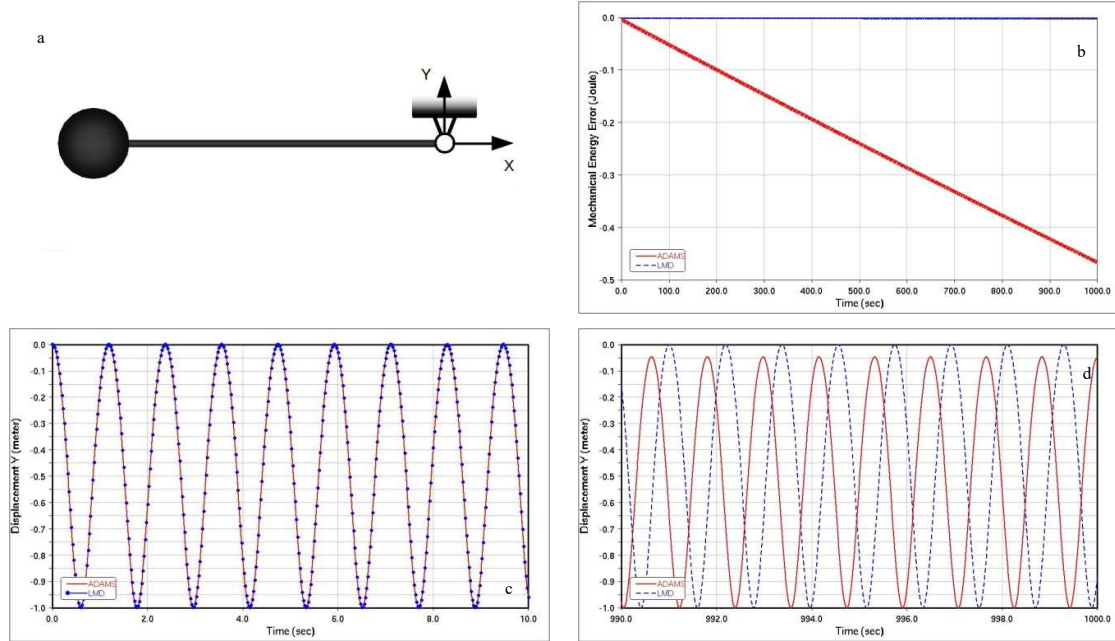 a
Y
X
b
Mechanical Energy Error (Joule)
0.0
-0.1
-0.2
-0.3
-0.4
-0.5
ADAMS
LMD
0.0 100.0 200.0 300.0 400.0 500.0 600.0 700.0 800.0 900.0 1000.0
Time (sec)
Displacement Y (meter)
0.0
-0.1
-0.2
-0.3
-0.4
-0.5
-0.6
-0.7
-0.8
-0.9
-1.0
ADAMS
LMD
c
0.0 2.0 4.0 6.0 8.0 10.0
Time (sec)
Displacement Y (meter)
0.0
-0.1
-0.2
-0.3
-0.4
-0.5
-0.6
-0.7
-0.8
-0.9
-1.0
d
ADAMS
LMD
990.0 992.0 994.0 996.0 998.0 1000.0
Time (sec)